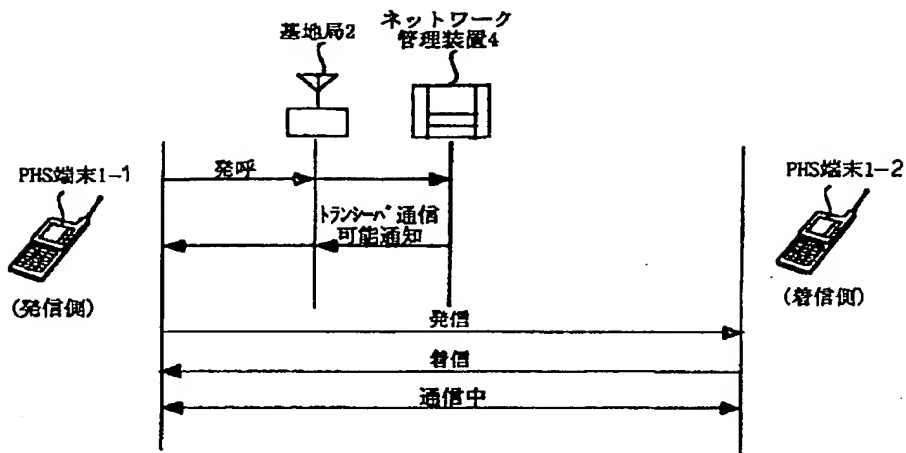 基地局2
ネットワーク
管理装置4
PHS端末1-1
発呼
PHS端末1-2
トランシーバ通信
可能通知
(発信側)
(着信側)
発信
着信
通信中